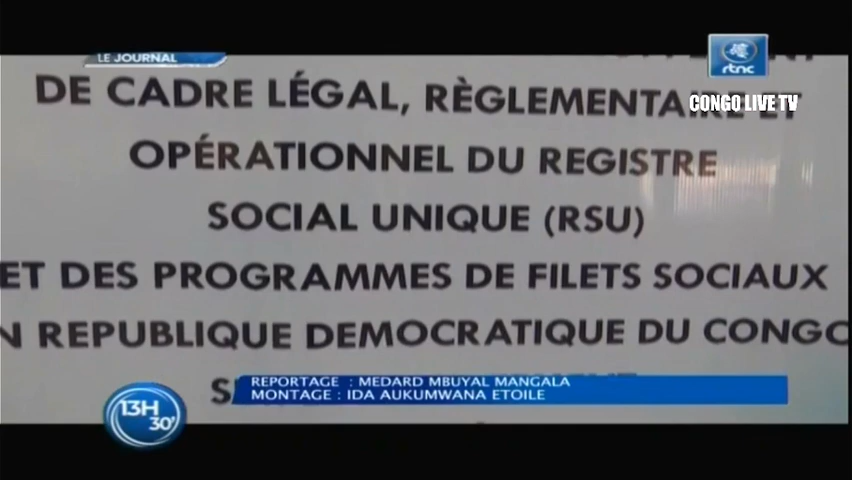 LE JOURNAL
rtnc
CONGO LIVE TV
DE CADRE LÉGAL, RÈGLEMENTAIRE ET
OPÉRATIONNEL DU REGISTRE
SOCIAL UNIQUE (RSU)
ET DES PROGRAMMES DE FILETS SOCIAUX
N REPUBLIQUE DEMOCRATIQUE DU CONGO
REPORTAGE : MEDARD MBUYAL MANGALA
MONTAGE : IDA AUKUMWANA ETOILE
13H
30'